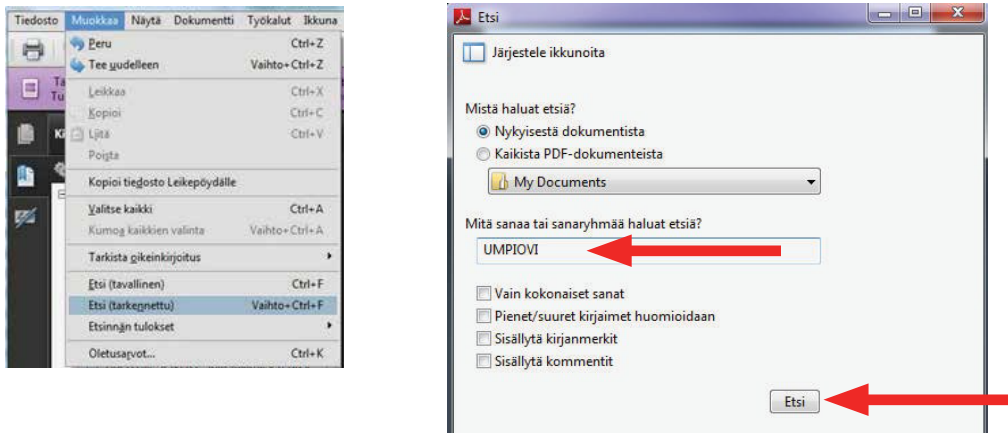 Tiedosto Muokkaa Näytä Dokumentti Työkalut Ikkuna
Peru Ctrl+Z
Tee uudelleen Vaihto+Ctrl+Z
Ta
Tu
Leikkaa Ctrl+X
Kopioi Ctrl+C
Ki
Liitä Ctrl+V
Poista
Kopioi tiedosto Leikepöydälle
Valitse kaikki Ctrl+A
Kumoa kaikkien valinta Vaihto+Ctrl+A
Tarkista oikeinkirjoitus
Etsi (tavallinen) Ctrl+F
Etsi (tarkennettu) Vaihto+Ctrl+F
Etsinnän tulokset
Oletusarvot... Ctrl+K
Etsi
Järjestele ikkunoita
Mistä haluat etsiä?
Nykyisestä dokumentista
Kaikista PDF-dokumenteista
My Documents
Mitä sanaa tai sanaryhmää haluat etsiä?
UMPIOVI
Vain kokonaiset sanat
Pienet/suuret kirjaimet huomioidaan
Sisällytä kirjanmerkit
Sisällytä kommentit
Etsi